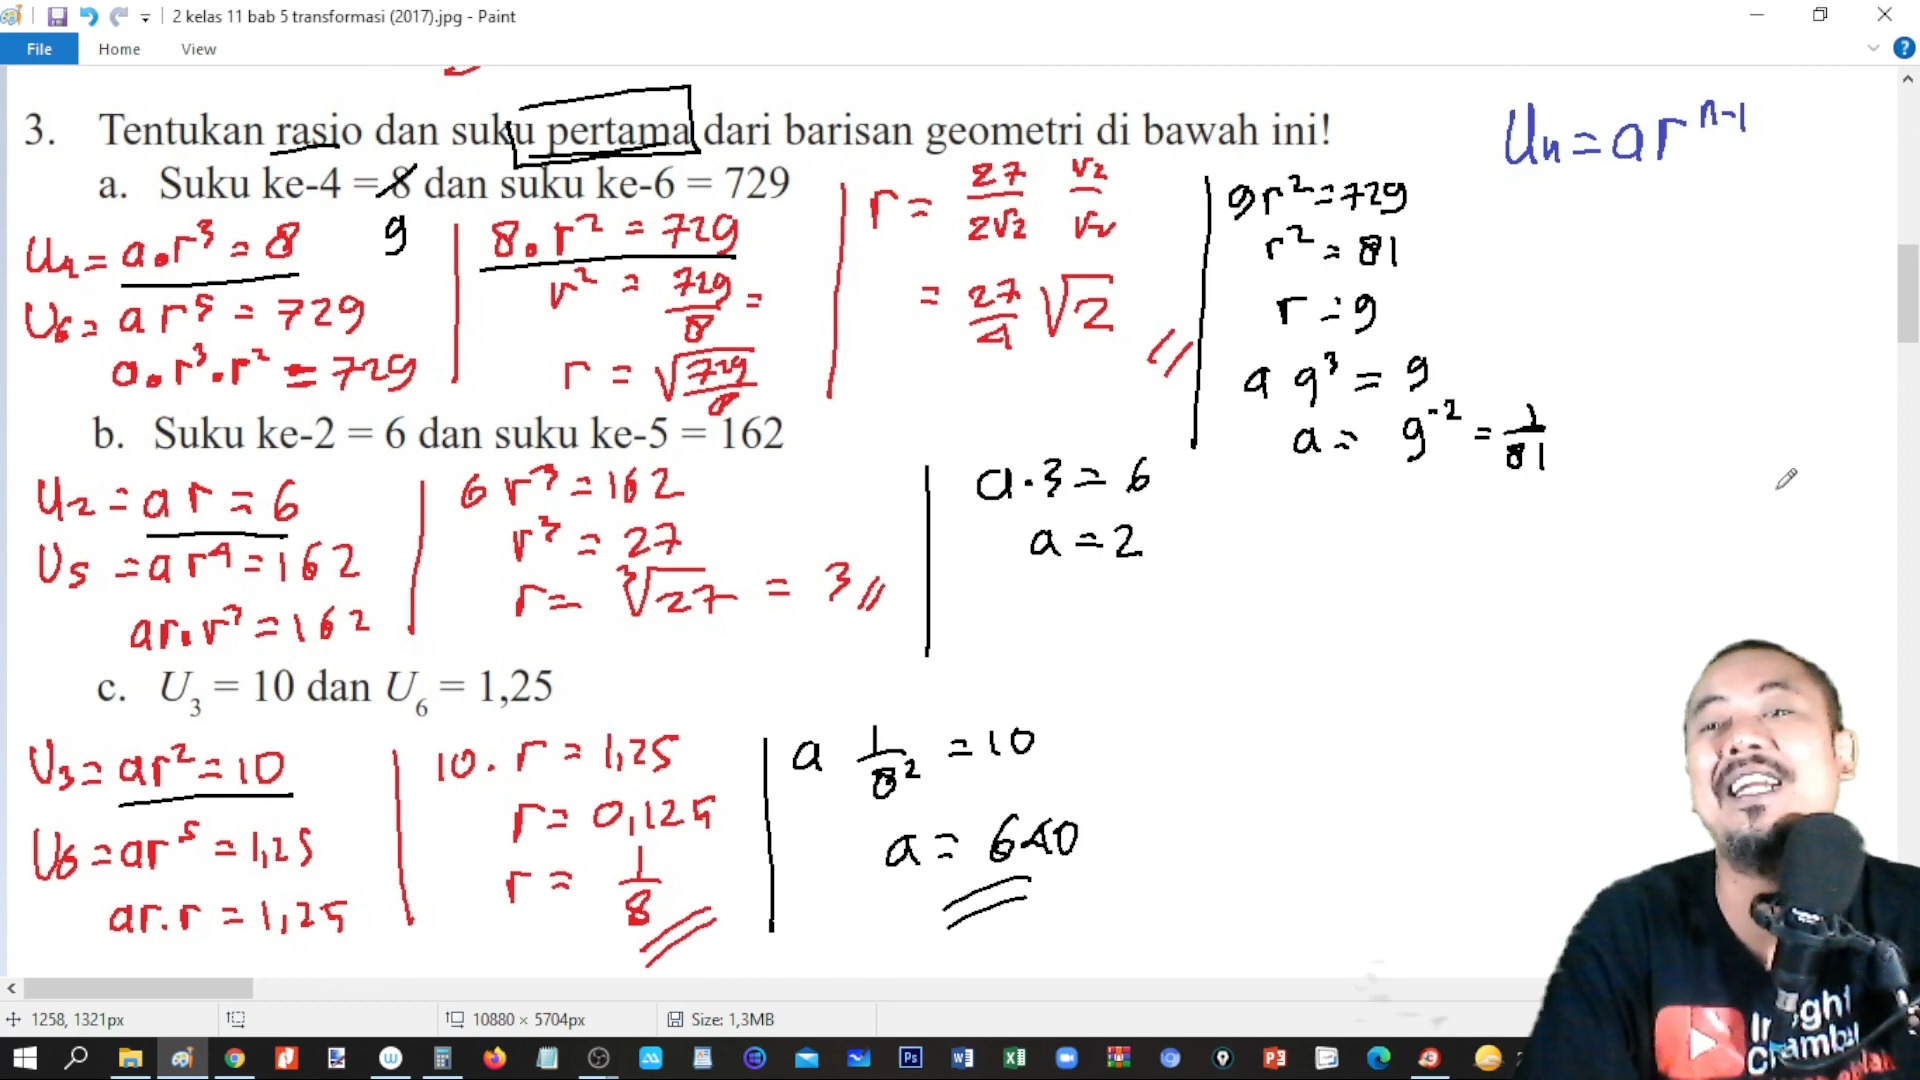 2 kelas 11 bab 5 transformasi (2017).jpg - Paint
File Home View
3. Tentukan rasio dan suku pertama dari barisan geometri di bawah ini!
Uₙ = ar^(n-1)
a. Suku ke-4 = 8 dan suku ke-6 = 729
9
U₄ = a.r³ = 8
U₆ = ar⁵ = 729
a.r³.r² = 729
8.r² = 729
r² = 729/8 =
r = √(729/8)
r = 27/2√2 √2/√2
= 27/4 √2
9r² = 729
r² = 81
r = 9
a 9³ = 9
a = 9⁻² = 1/81
b. Suku ke-2 = 6 dan suku ke-5 = 162
U₂ = ar = 6
U₅ = ar⁴ = 162
ar.r³ = 162
6r³ = 162
r³ = 27
r = ³√27 = 3
a.3 = 6
a = 2
c. U₃ = 10 dan U₆ = 1,25
U₃ = ar² = 10
U₆ = ar⁵ = 1,25
ar.r = 1,25
10.r = 1,25
r = 0,125
r = 1/8
a 1/8² = 10
a = 640
1258, 1321px
10880 × 5704px
Size: 1,3MB